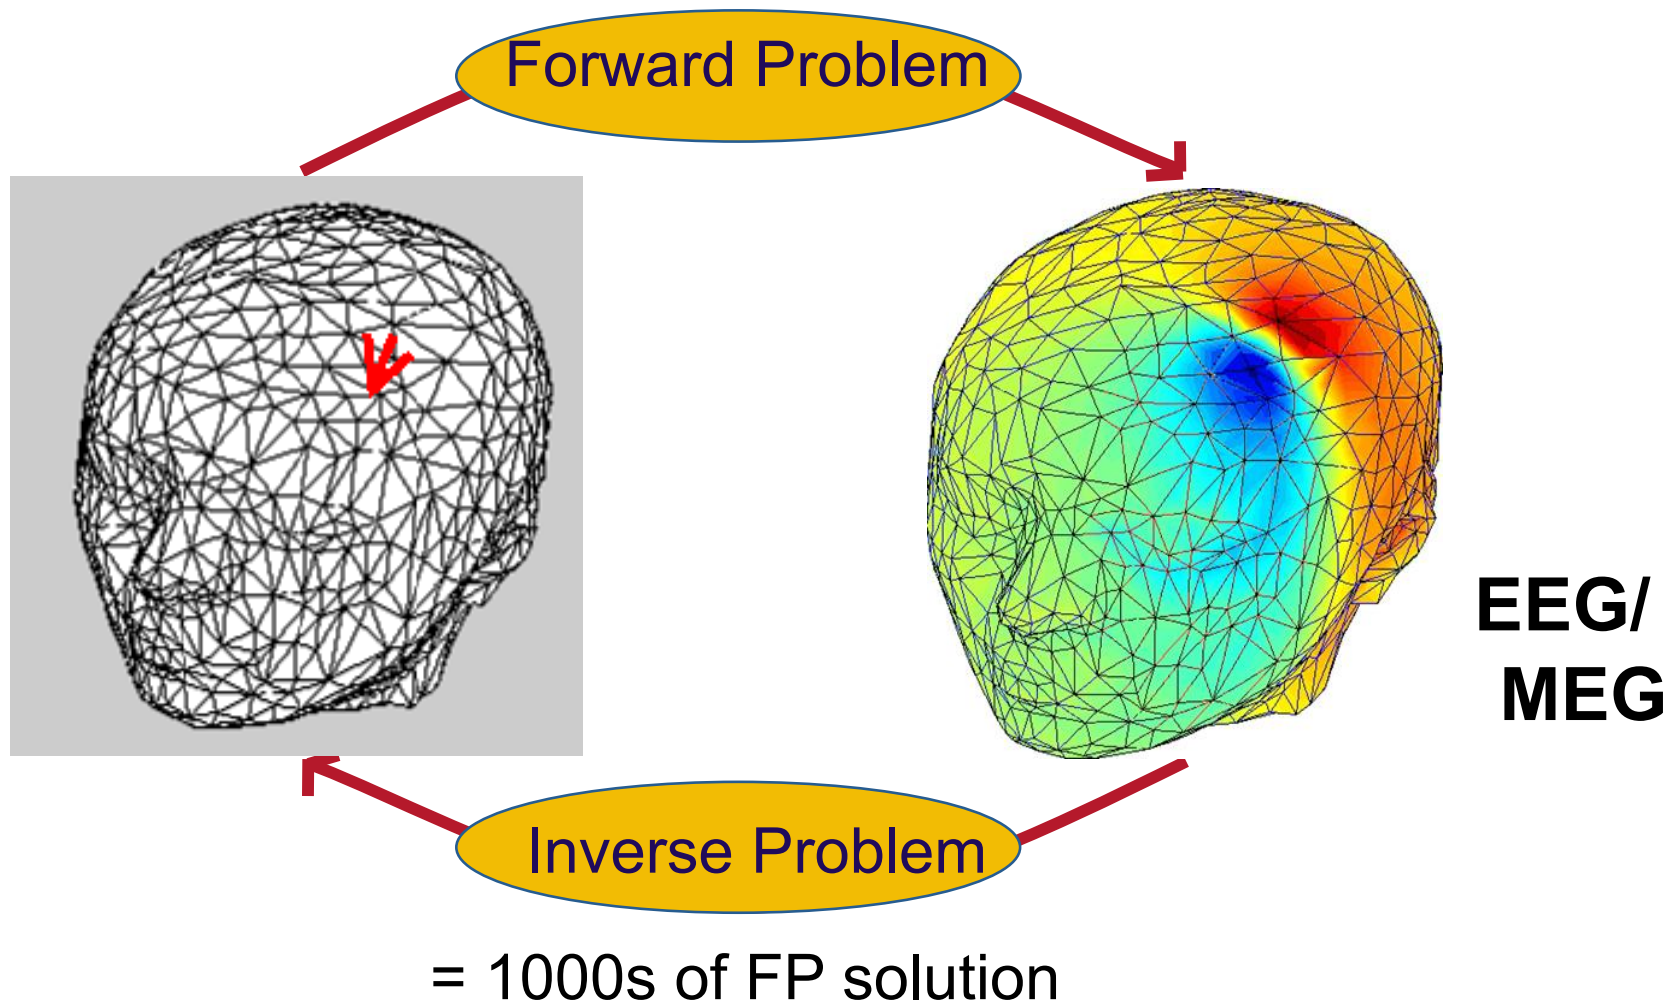 Forward Problem
EEG/
MEG
Inverse Problem
= 1000s of FP solution